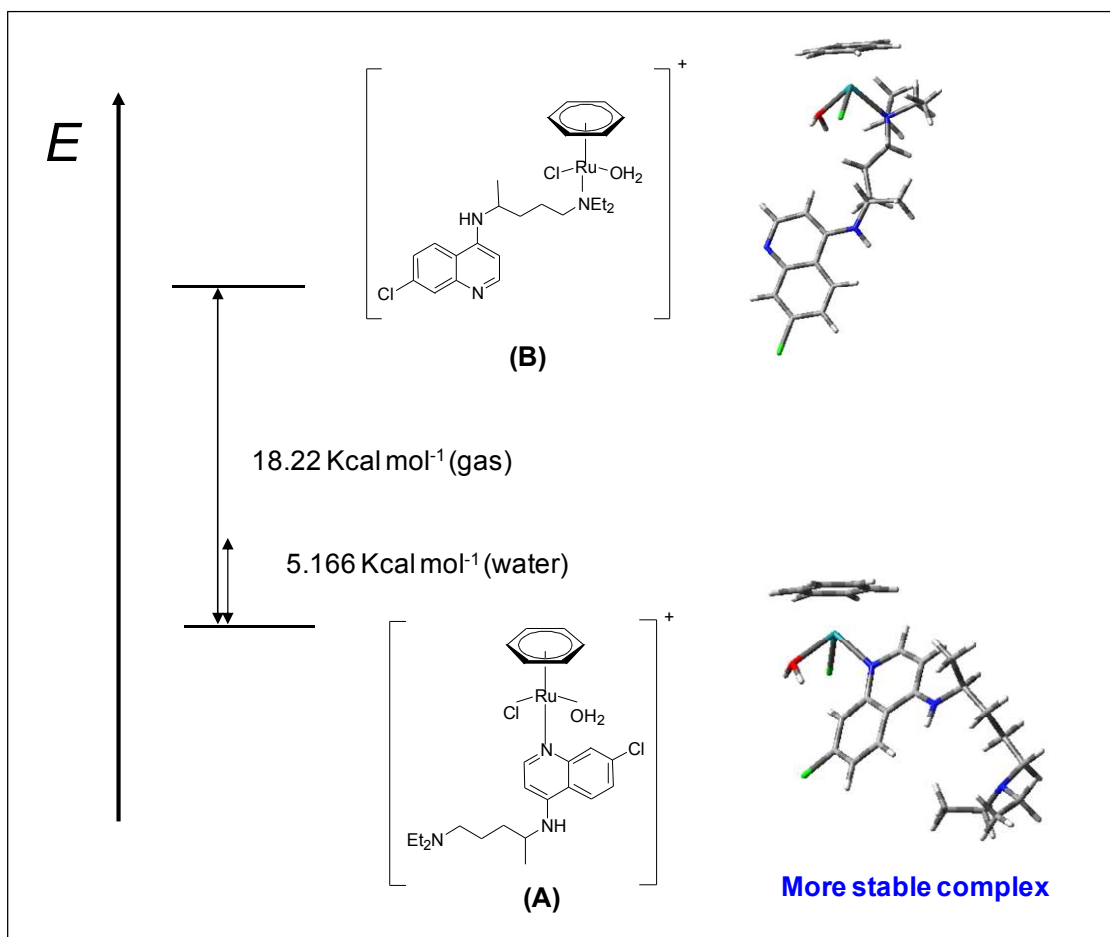 E
+
Cl
Ru
OH₂
NEt₂
HN
Cl
N
(B)
18.22 Kcal mol⁻¹ (gas)
5.166 Kcal mol⁻¹ (water)
+
Ru
Cl
OH₂
N
Cl
Et₂N
NH
(A)
More stable complex